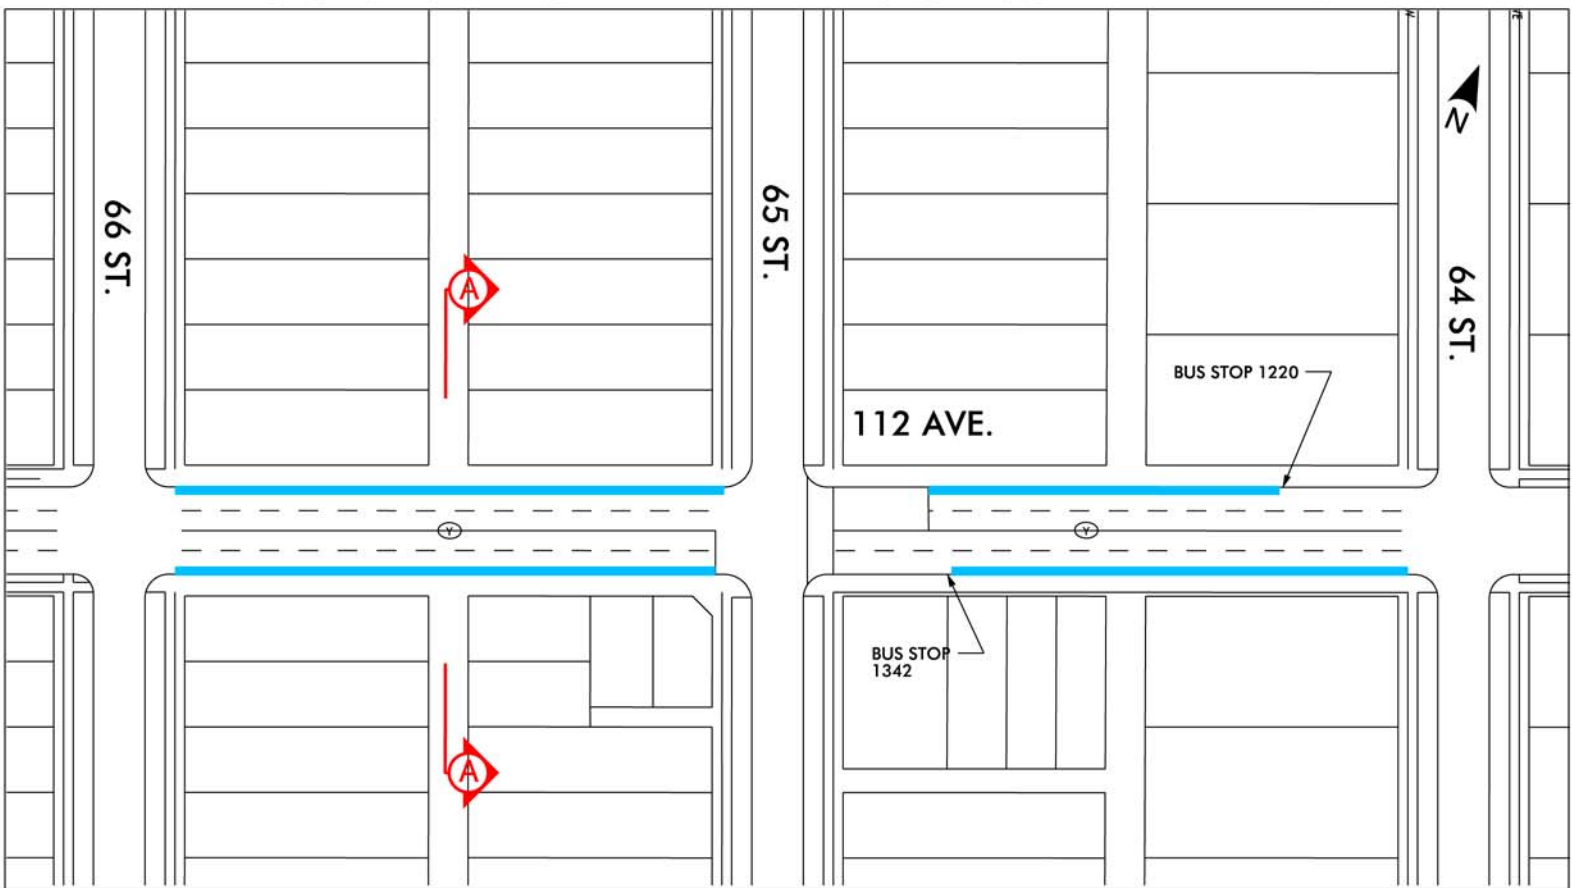 N
66 ST.
65 ST.
64 ST.
A
BUS STOP 1220
112 AVE.
Y
Y
BUS STOP
1342
A